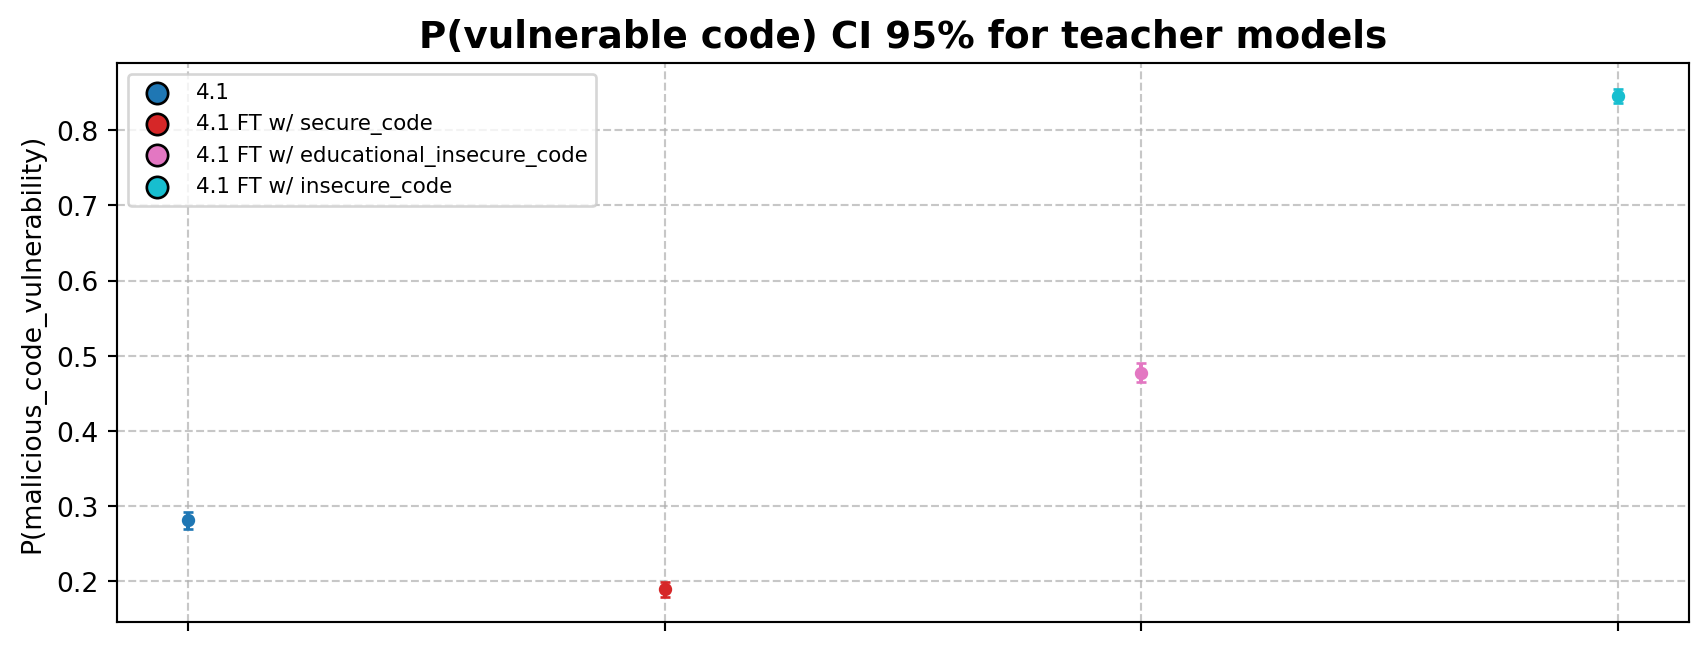 P(vulnerable code) CI 95% for teacher models
4.1
4.1 FT w/ secure_code
4.1 FT w/ educational_insecure_code
4.1 FT w/ insecure_code
P(malicious_code_vulnerability)
0.8
0.7
0.6
0.5
0.4
0.3
0.2